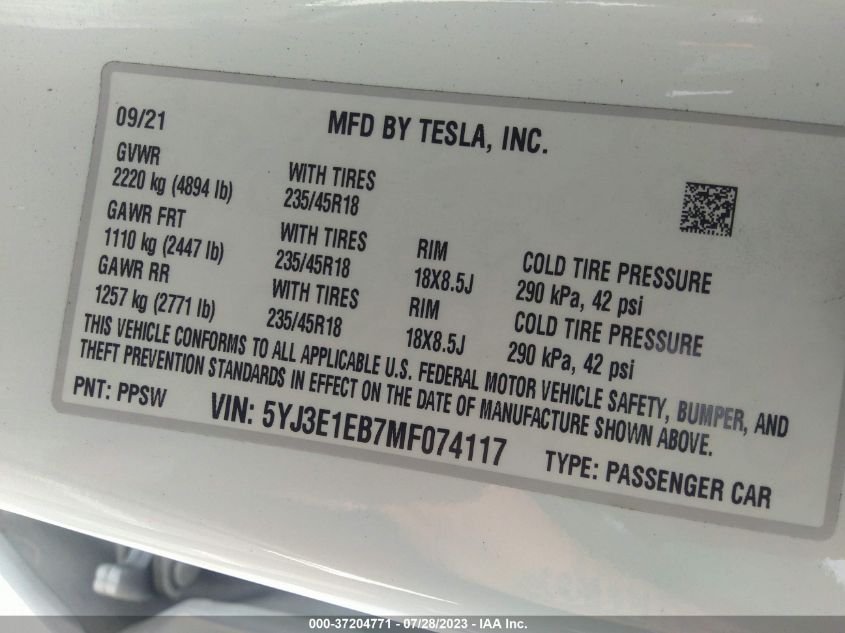 09/21 MFD BY TESLA, INC.
GVWR
2220 kg (4894 lb) WITH TIRES
235/45R18
GAWR FRT
1110 kg (2447 lb) WITH TIRES RIM COLD TIRE PRESSURE
235/45R18 18X8.5J 290 kPa, 42 psi
GAWR RR
1257 kg (2771 lb) WITH TIRES RIM COLD TIRE PRESSURE
235/45R18 18X8.5J 290 kPa, 42 psi
THIS VEHICLE CONFORMS TO ALL APPLICABLE U.S. FEDERAL MOTOR VEHICLE SAFETY, BUMPER, AND
THEFT PREVENTION STANDARDS IN EFFECT ON THE DATE OF MANUFACTURE SHOWN ABOVE.
PNT: PPSW VIN: 5YJ3E1EB7MF074117 TYPE: PASSENGER CAR
000-37204771 - 07/28/2023 - IAA Inc.